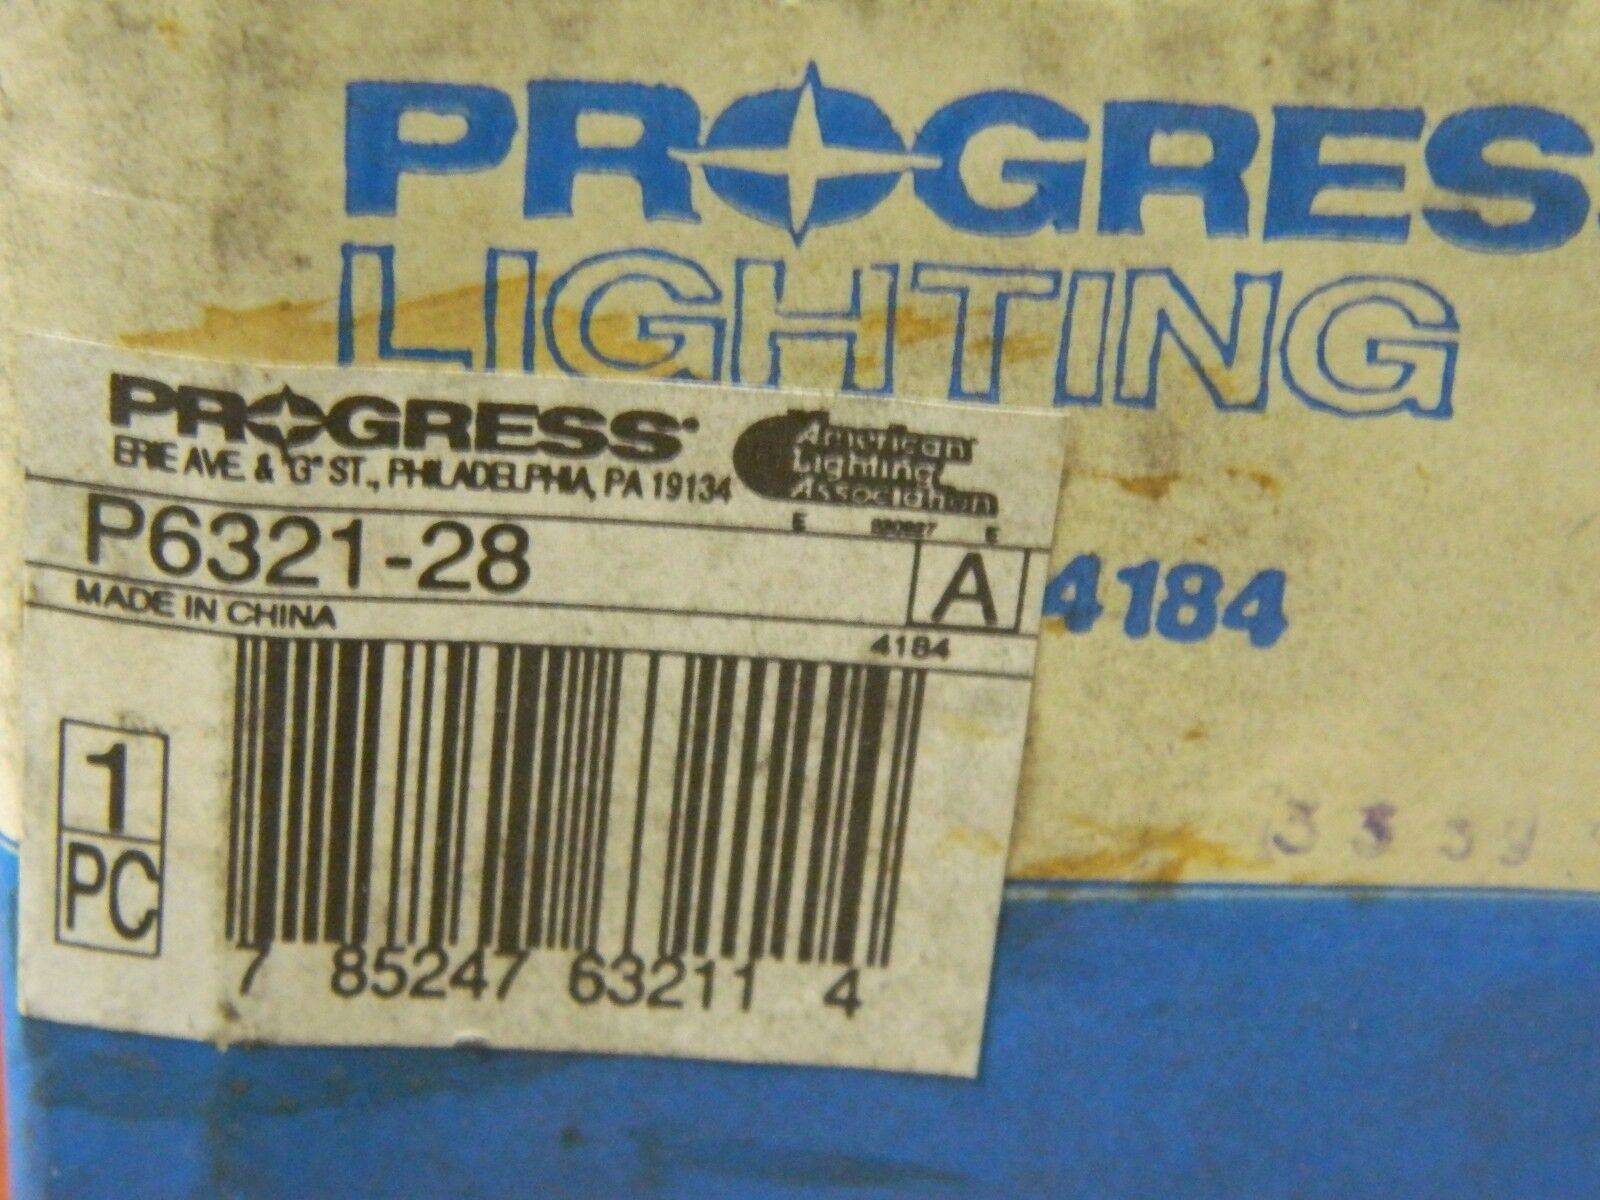 PROGRESS
LIGHTING
PROGRESS
ERIE AVE. & "G" ST., PHILADELPHIA, PA 19134
American
Lighting
Association
E E
P6321-28
A
4184
MADE IN CHINA
4184
1
PC
7 85247 63211 4